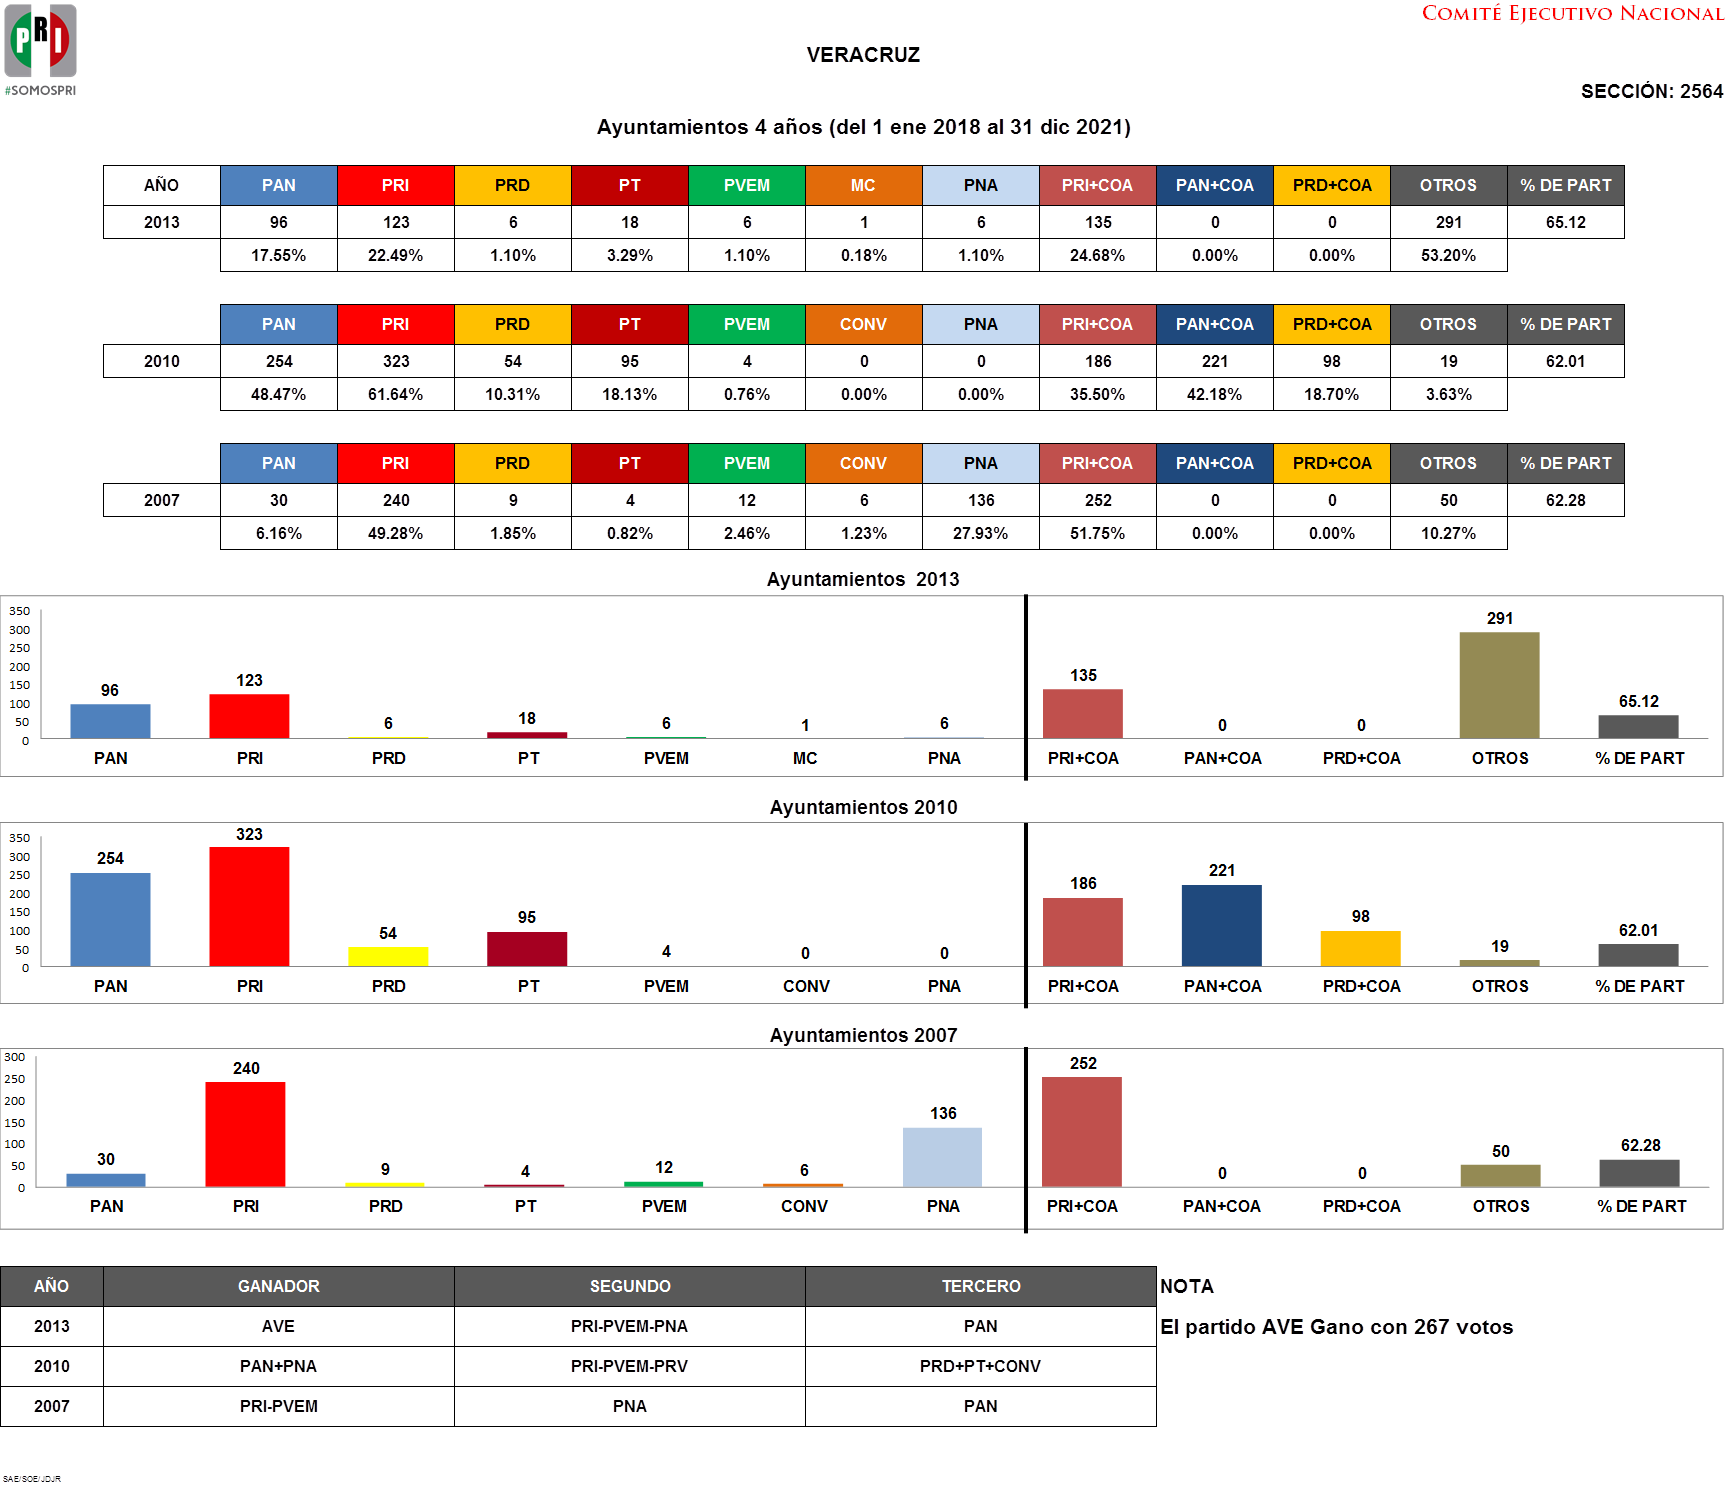 PRI
#SOMOSPRI
COMITÉ EJECUTIVO NACIONAL
VERACRUZ
SECCIÓN: 2564
Ayuntamientos 4 años (del 1 ene 2018 al 31 dic 2021)
AÑO PAN PRI PRD PT PVEM MC PNA PRI+COA PAN+COA PRD+COA OTROS % DE PART
2013 96 123 6 18 6 1 6 135 0 0 291 65.12
17.55% 22.49% 1.10% 3.29% 1.10% 0.18% 1.10% 24.68% 0.00% 0.00% 53.20%
PAN PRI PRD PT PVEM CONV PNA PRI+COA PAN+COA PRD+COA OTROS % DE PART
2010 254 323 54 95 4 0 0 186 221 98 19 62.01
48.47% 61.64% 10.31% 18.13% 0.76% 0.00% 0.00% 35.50% 42.18% 18.70% 3.63%
PAN PRI PRD PT PVEM CONV PNA PRI+COA PAN+COA PRD+COA OTROS % DE PART
2007 30 240 9 4 12 6 136 252 0 0 50 62.28
6.16% 49.28% 1.85% 0.82% 2.46% 1.23% 27.93% 51.75% 0.00% 0.00% 10.27%
Ayuntamientos 2013
350
300
250
200
150
100
50
0
96 123 6 18 6 1 6 135 0 0 291 65.12
PAN PRI PRD PT PVEM MC PNA PRI+COA PAN+COA PRD+COA OTROS % DE PART
Ayuntamientos 2010
350
300
250
200
150
100
50
0
254 323 54 95 4 0 0 186 221 98 19 62.01
PAN PRI PRD PT PVEM CONV PNA PRI+COA PAN+COA PRD+COA OTROS % DE PART
Ayuntamientos 2007
300
250
200
150
100
50
0
30 240 9 4 12 6 136 252 0 0 50 62.28
PAN PRI PRD PT PVEM CONV PNA PRI+COA PAN+COA PRD+COA OTROS % DE PART
AÑO GANADOR SEGUNDO TERCERO NOTA
2013 AVE PRI-PVEM-PNA PAN El partido AVE Gano con 267 votos
2010 PAN+PNA PRI-PVEM-PRV PRD+PT+CONV
2007 PRI-PVEM PNA PAN
SAE/SOE/JDJR